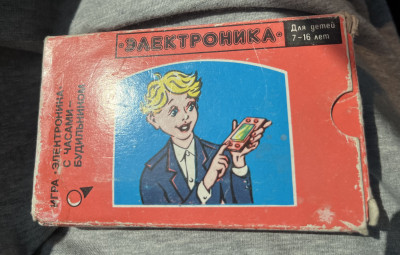 ·ЭЛЕКТРОНИКА·
Для детей
7-16 лет
ИГРА ·ЭЛЕКТРОНИКА·
С ЧАСАМИ-
БУДИЛЬНИКОМ